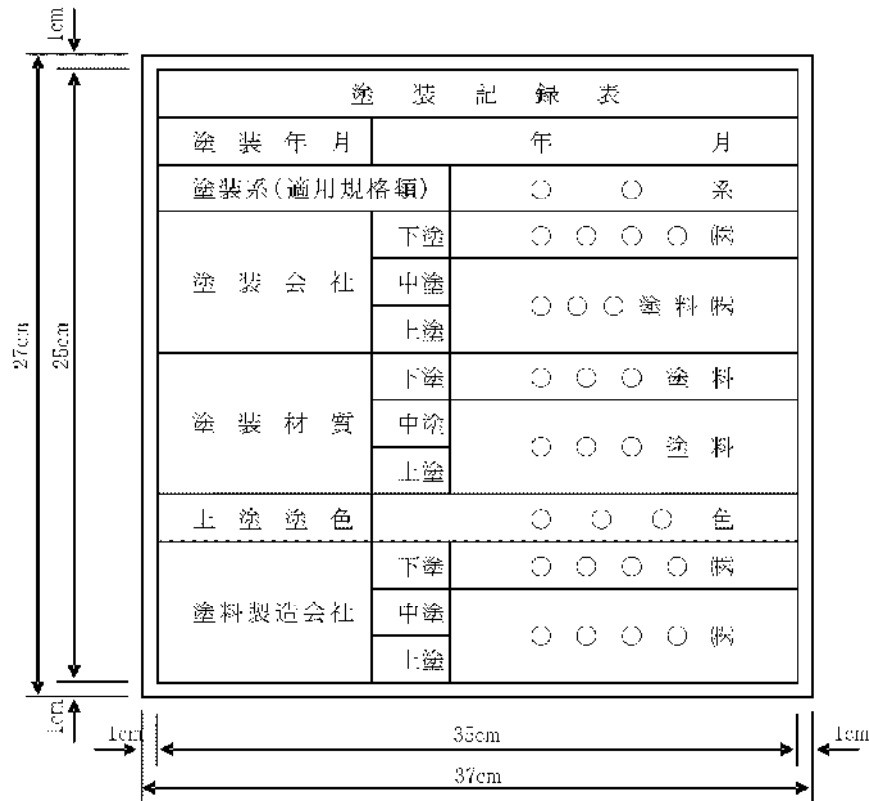 1cm
27cm
25cm
塗装記録表
塗装年月 年 月
塗装系(適用規格類) ○ ○ 系
塗装会社 下塗 ○ ○ ○ ○ ㈱
中塗 ○ ○ ○ 塗料 ㈱
上塗
塗装材質 下塗 ○ ○ ○ 塗料
中塗 ○ ○ ○ 塗料
上塗
上塗塗色 ○ ○ ○ 色
塗料製造会社 下塗 ○ ○ ○ ○ ㈱
中塗 ○ ○ ○ ○ ㈱
上塗
1cm
1cm 35cm 1cm
37cm